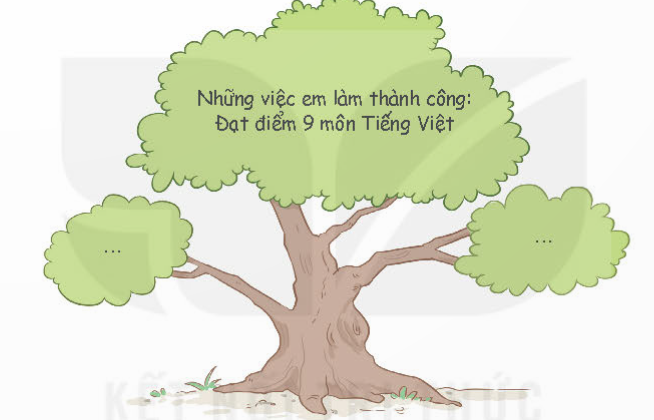 Những việc em làm thành công:
Đạt điểm 9 môn Tiếng Việt
...
...